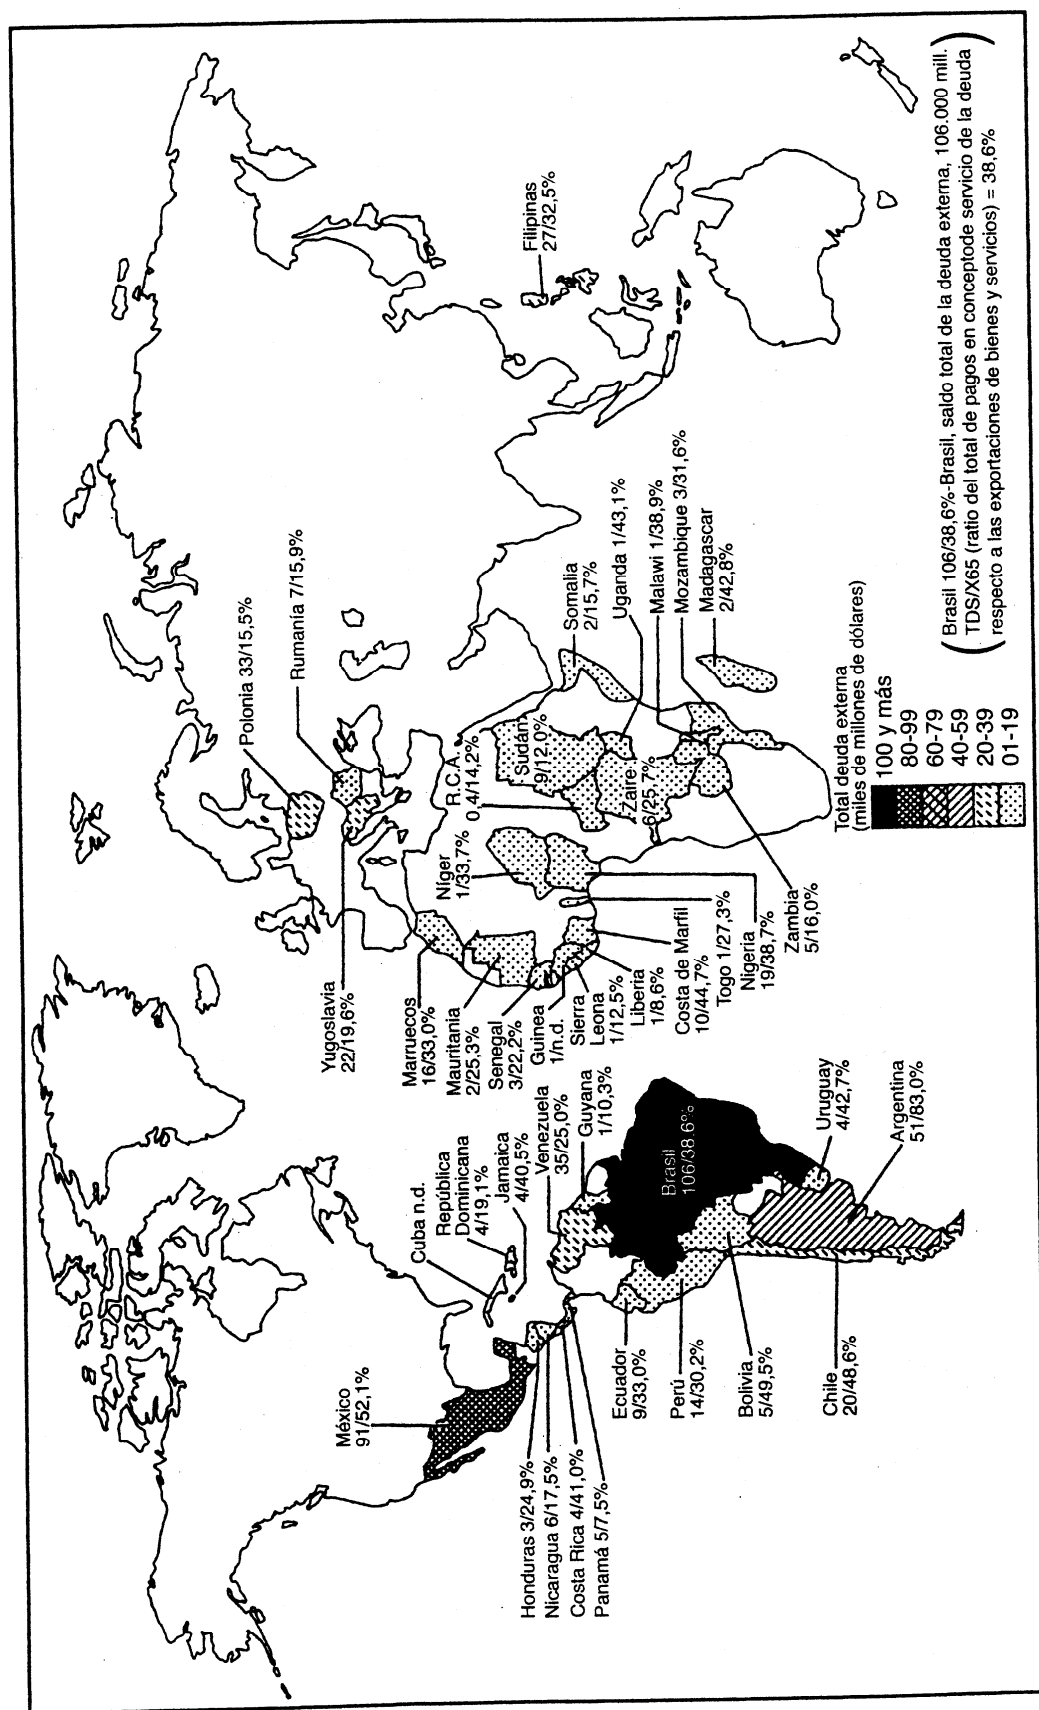 México
91/52,1%
Honduras 3/24,9%
Nicaragua 6/17,5%
Costa Rica 4/41,0%
Panamá 5/7,5%
Cuba n.d.
República
Dominicana
4/19,1%
Jamaica
4/40,5%
Venezuela
35/25,0%
Guyana
1/10,3%
Brasil
106/38.6%
Ecuador
9/33,0%
Perú
14/30,2%
Bolivia
5/49,5%
Chile
20/48,6%
Uruguay
4/42,7%
Argentina
51/83,0%
Polonia 33/15,5%
Rumanía 7/15,9%
Yugoslavia
22/19,6%
Marruecos
16/33,0%
Mauritania
2/25,3%
Senegal
3/22,2%
Guinea
1/n.d.
Sierra
Leona
1/12,5%
Liberia
1/8,6%
Costa de Marfil
10/44,7%
Togo 1/27,3%
Nigeria
19/38,7%
Zambia
5/16,0%
Níger
1/33,7%
R.C.A.
0,4/14,2%
Sudán
9/12,0%
Zaire
6/25,7%
Somalia
2/15,7%
Uganda 1/43,1%
Malawi 1/38,9%
Mozambique 3/31,6%
Madagascar
2/42,8%
Filipinas
27/32,5%
Total deuda externa
(miles de millones de dólares)
100 y más
80-99
60-79
40-59
20-39
01-19
(Brasil 106/38,6%-Brasil, saldo total de la deuda externa, 106.000 mill.
TDS/X65 (ratio del total de pagos en conceptode servicio de la deuda
respecto a las exportaciones de bienes y servicios) = 38,6%)